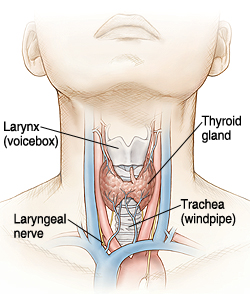 Larynx
(voicebox)
Thyroid
gland
Laryngeal
nerve
Trachea
(windpipe)